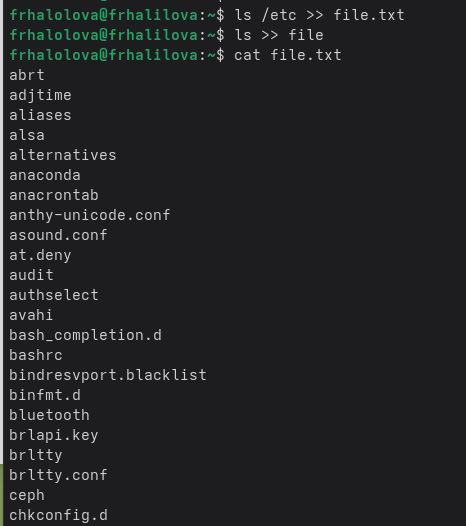 frhalolova@frhalilova:~$ ls /etc >> file.txt
frhalolova@frhalilova:~$ ls >> file
frhalolova@frhalilova:~$ cat file.txt
abrt
adjtime
aliases
alsa
alternatives
anaconda
anacrontab
anthy-unicode.conf
asound.conf
at.deny
audit
authselect
avahi
bash_completion.d
bashrc
bindresvport.blacklist
binfmt.d
bluetooth
brlapi.key
brltty
brltty.conf
ceph
chkconfig.d